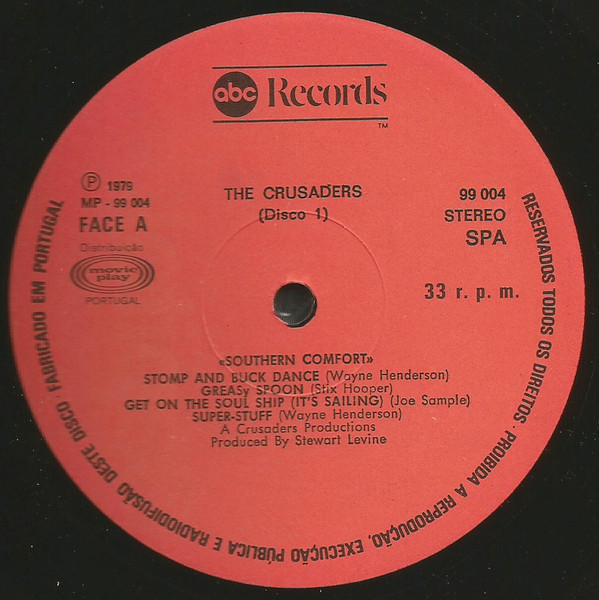 abc Records
TM
Ⓟ 1979
MP - 99 004
FACE A
Distribuição
movie play
PORTUGAL
THE CRUSADERS
(Disco 1)
99 004
STEREO
SPA
33 r. p. m.
«SOUTHERN COMFORT»
STOMP AND BUCK DANCE (Wayne Henderson)
GREASy SPOON (Stix Hooper)
GET ON THE SOUL SHIP (IT'S SAILING) (Joe Sample)
SUPER-STUFF (Wayne Henderson)
A Crusaders Productions
Produced By Stewart Levine
RESERVADOS TODOS OS DIREITOS · PROIBIDA A REPRODUÇÃO, EXECUÇÃO PÚBLICA E RADIODIFUSÃO DESTE DISCO · FABRICADO EM PORTUGAL